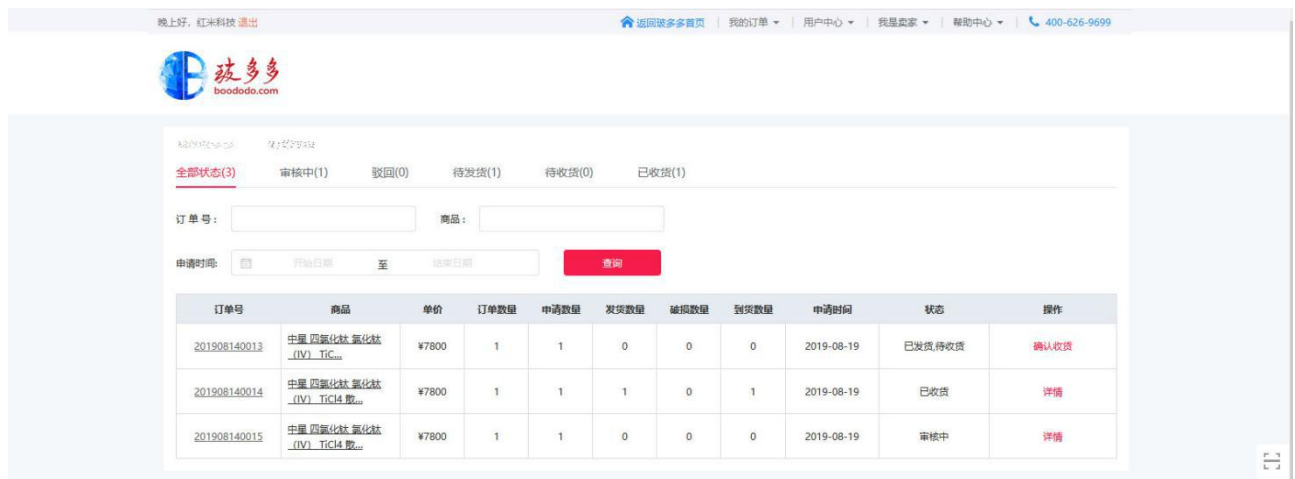 晚上好，红米科技 退出 返回玻多多首页 我的订单 用户中心 我是卖家 帮助中心 400-626-9699
玻多多
boododo.com
全部状态(3) 审核中(1) 驳回(0) 待发货(1) 待收货(0) 已收货(1)
订 单 号： 商品：
申请时间: 开始日期 至 结束日期 查询
订单号 商品 单价 订单数量 申请数量 发货数量 破损数量 到货数量 申请时间 状态 操作
201908140013 中星 四氯化钛 氯化钛 ¥7800 1 1 0 0 0 2019-08-19 已发货,待收货 确认收货
（IV） TiC...
201908140014 中星 四氯化钛 氯化钛 ¥7800 1 1 1 0 1 2019-08-19 已收货 详情
（IV） TiCl4 散...
201908140015 中星 四氯化钛 氯化钛 ¥7800 1 1 0 0 0 2019-08-19 审核中 详情
（IV） TiCl4 散...